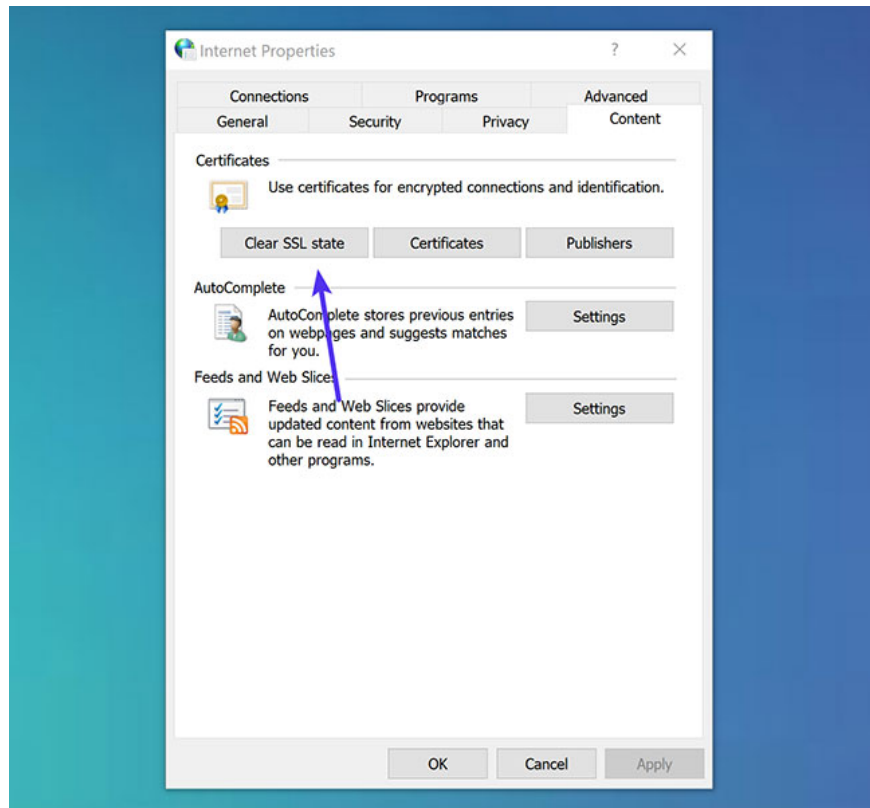 Internet Properties
?
Connections Programs Advanced
General Security Privacy Content
Certificates
Use certificates for encrypted connections and identification.
Clear SSL state Certificates Publishers
AutoComplete
AutoComplete stores previous entries
on webpages and suggests matches
for you.
Settings
Feeds and Web Slices
Feeds and Web Slices provide
updated content from websites that
can be read in Internet Explorer and
other programs.
Settings
OK Cancel Apply